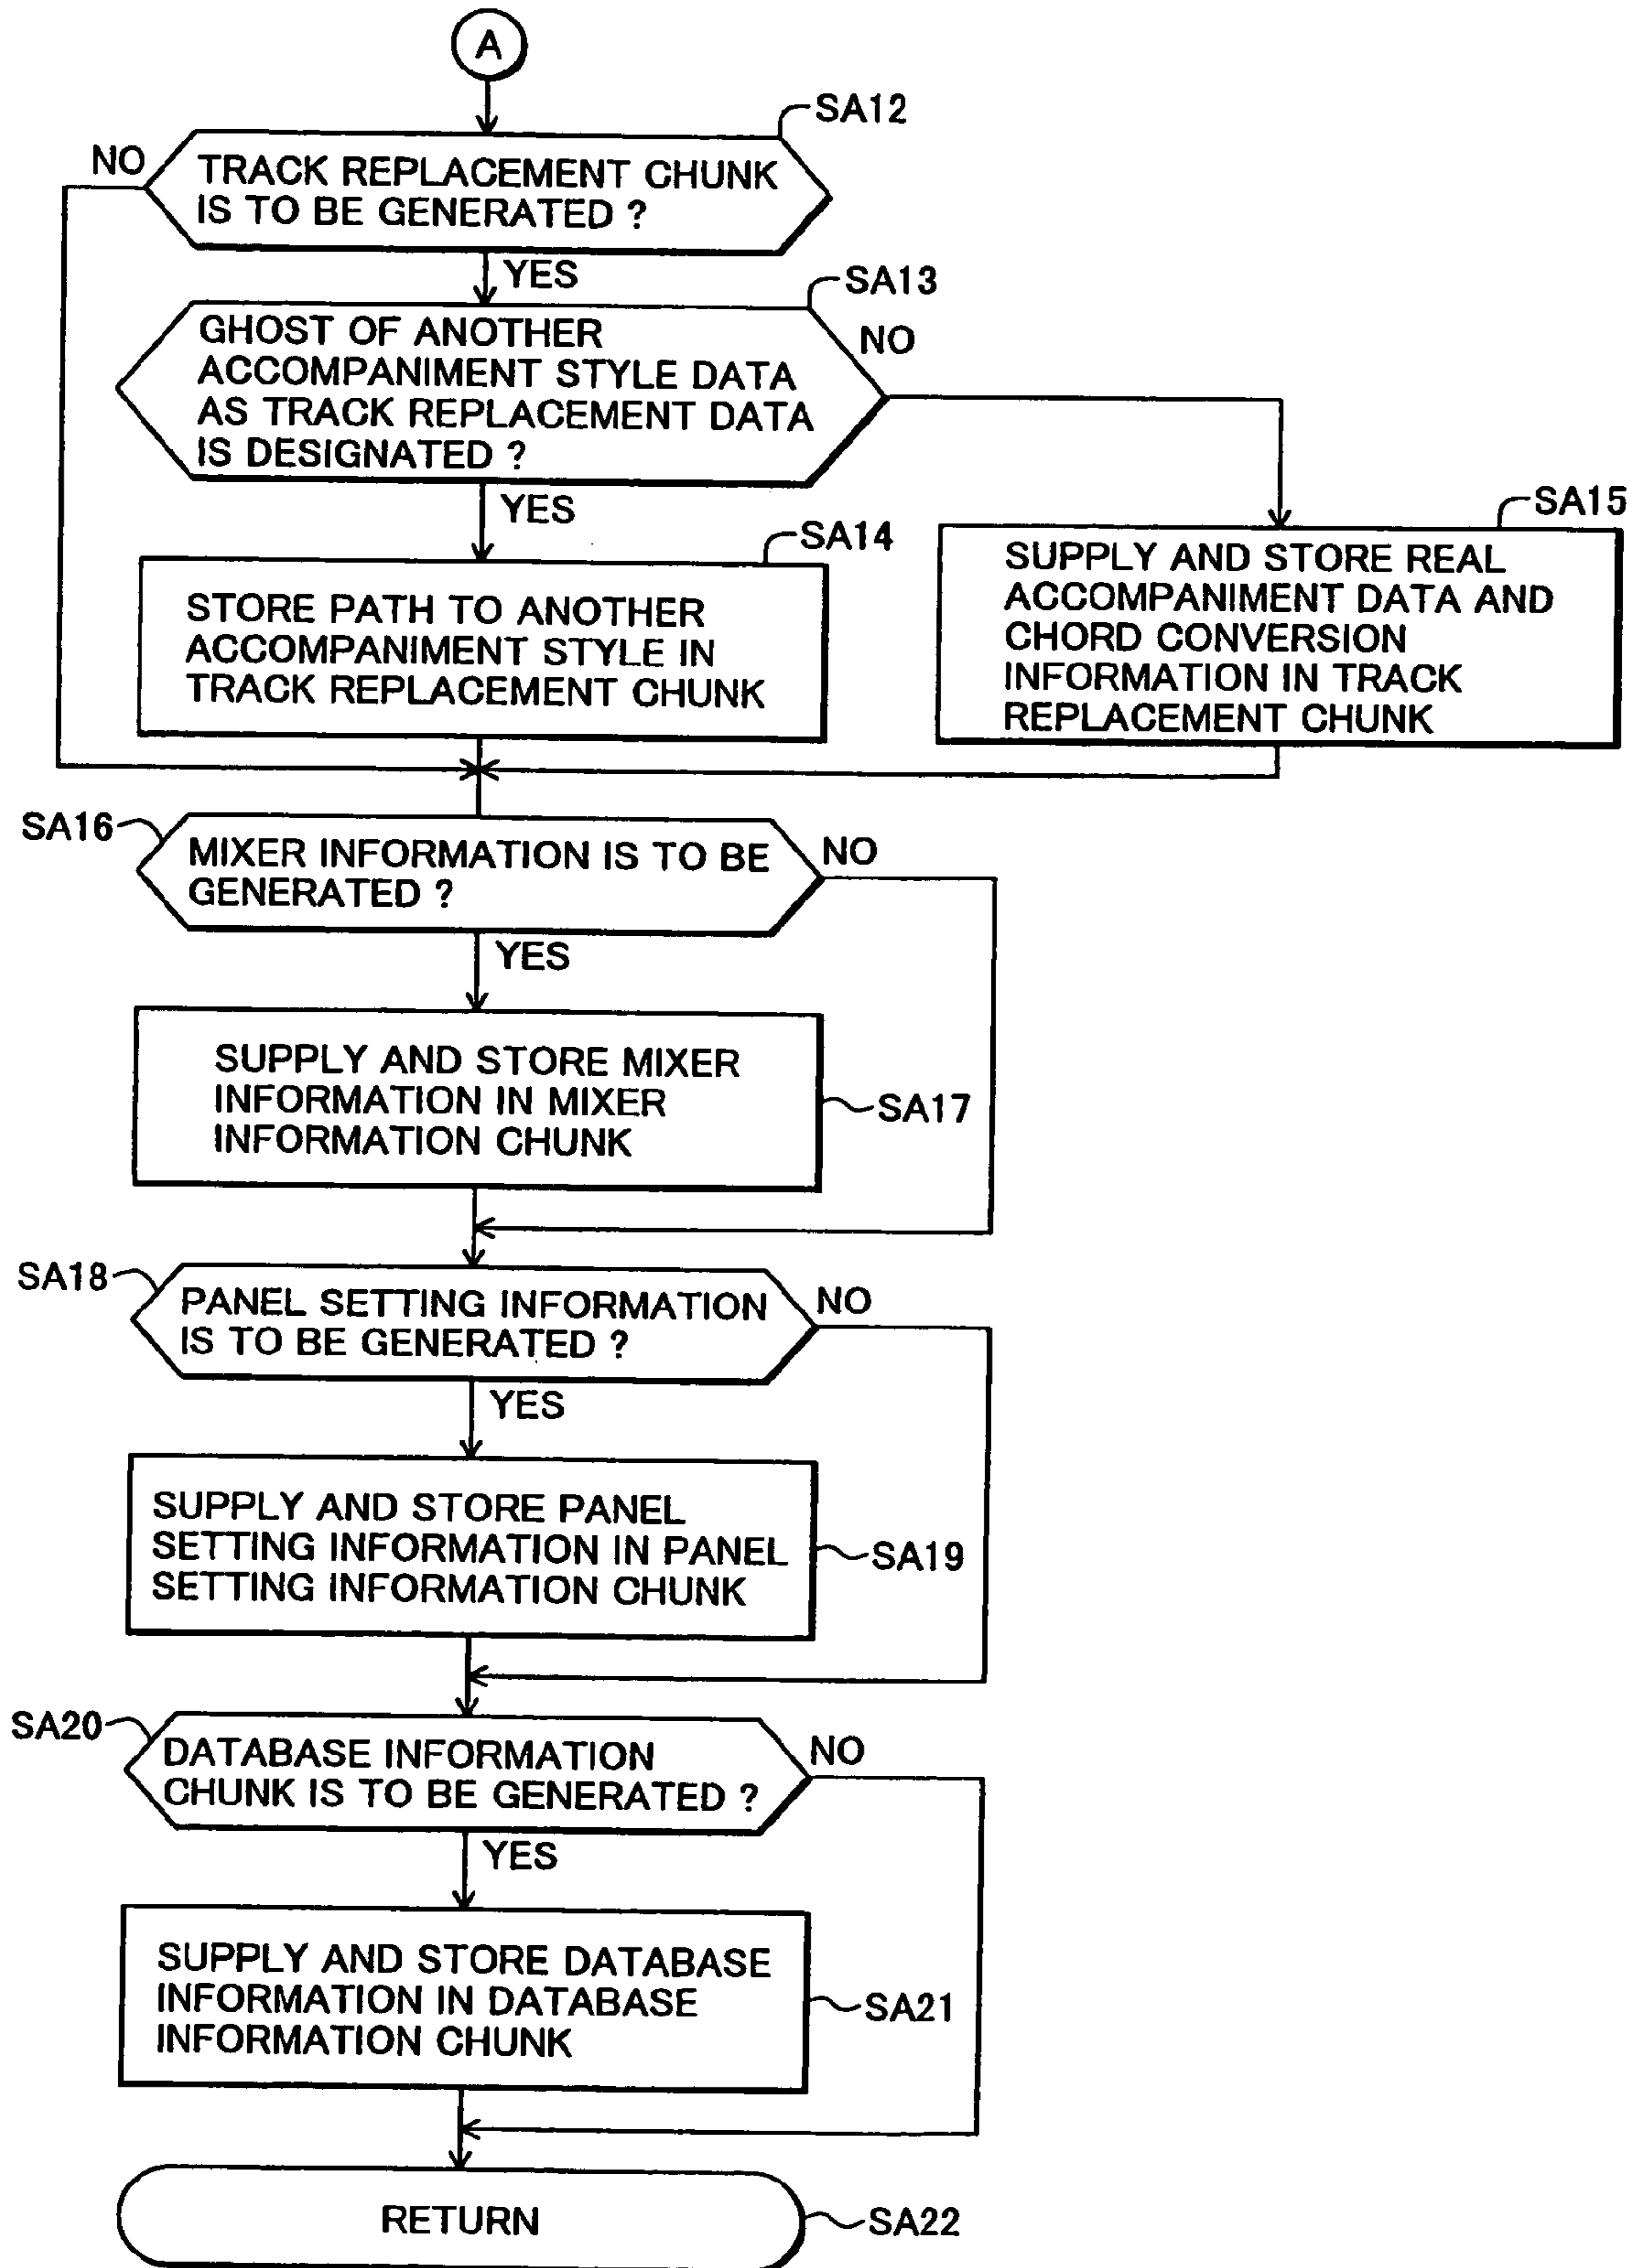 A
SA12
NO
TRACK REPLACEMENT CHUNK
IS TO BE GENERATED ?
YES
SA13
GHOST OF ANOTHER
ACCOMPANIMENT STYLE DATA
AS TRACK REPLACEMENT DATA
IS DESIGNATED ?
NO
YES
SA14
STORE PATH TO ANOTHER
ACCOMPANIMENT STYLE IN
TRACK REPLACEMENT CHUNK
SA15
SUPPLY AND STORE REAL
ACCOMPANIMENT DATA AND
CHORD CONVERSION
INFORMATION IN TRACK
REPLACEMENT CHUNK
SA16
MIXER INFORMATION IS TO BE
GENERATED ?
NO
YES
SUPPLY AND STORE MIXER
INFORMATION IN MIXER
INFORMATION CHUNK
SA17
SA18
PANEL SETTING INFORMATION
IS TO BE GENERATED ?
NO
YES
SUPPLY AND STORE PANEL
SETTING INFORMATION IN PANEL
SETTING INFORMATION CHUNK
SA19
SA20
DATABASE INFORMATION
CHUNK IS TO BE GENERATED ?
NO
YES
SUPPLY AND STORE DATABASE
INFORMATION IN DATABASE
INFORMATION CHUNK
SA21
RETURN
SA22